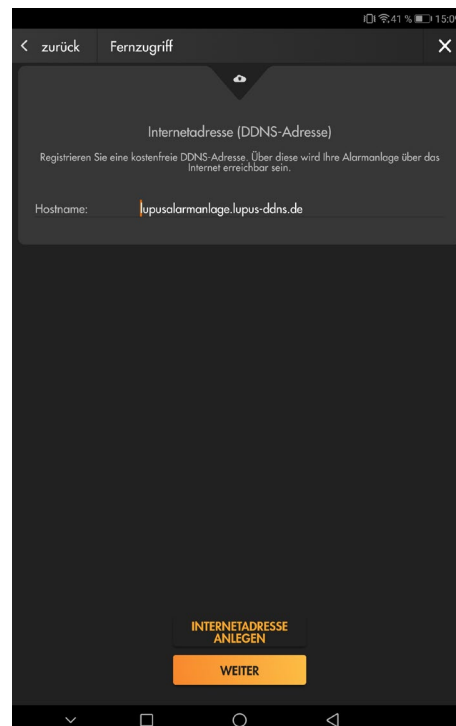 41 % 15:09
zurück Fernzugriff
Internetadresse (DDNS-Adresse)
Registrieren Sie eine kostenfreie DDNS-Adresse. Über diese wird Ihre Alarmanlage über das
Internet erreichbar sein.
Hostname: lupusalarmanlage.lupus-ddns.de
INTERNETADRESSE
ANLEGEN
WEITER